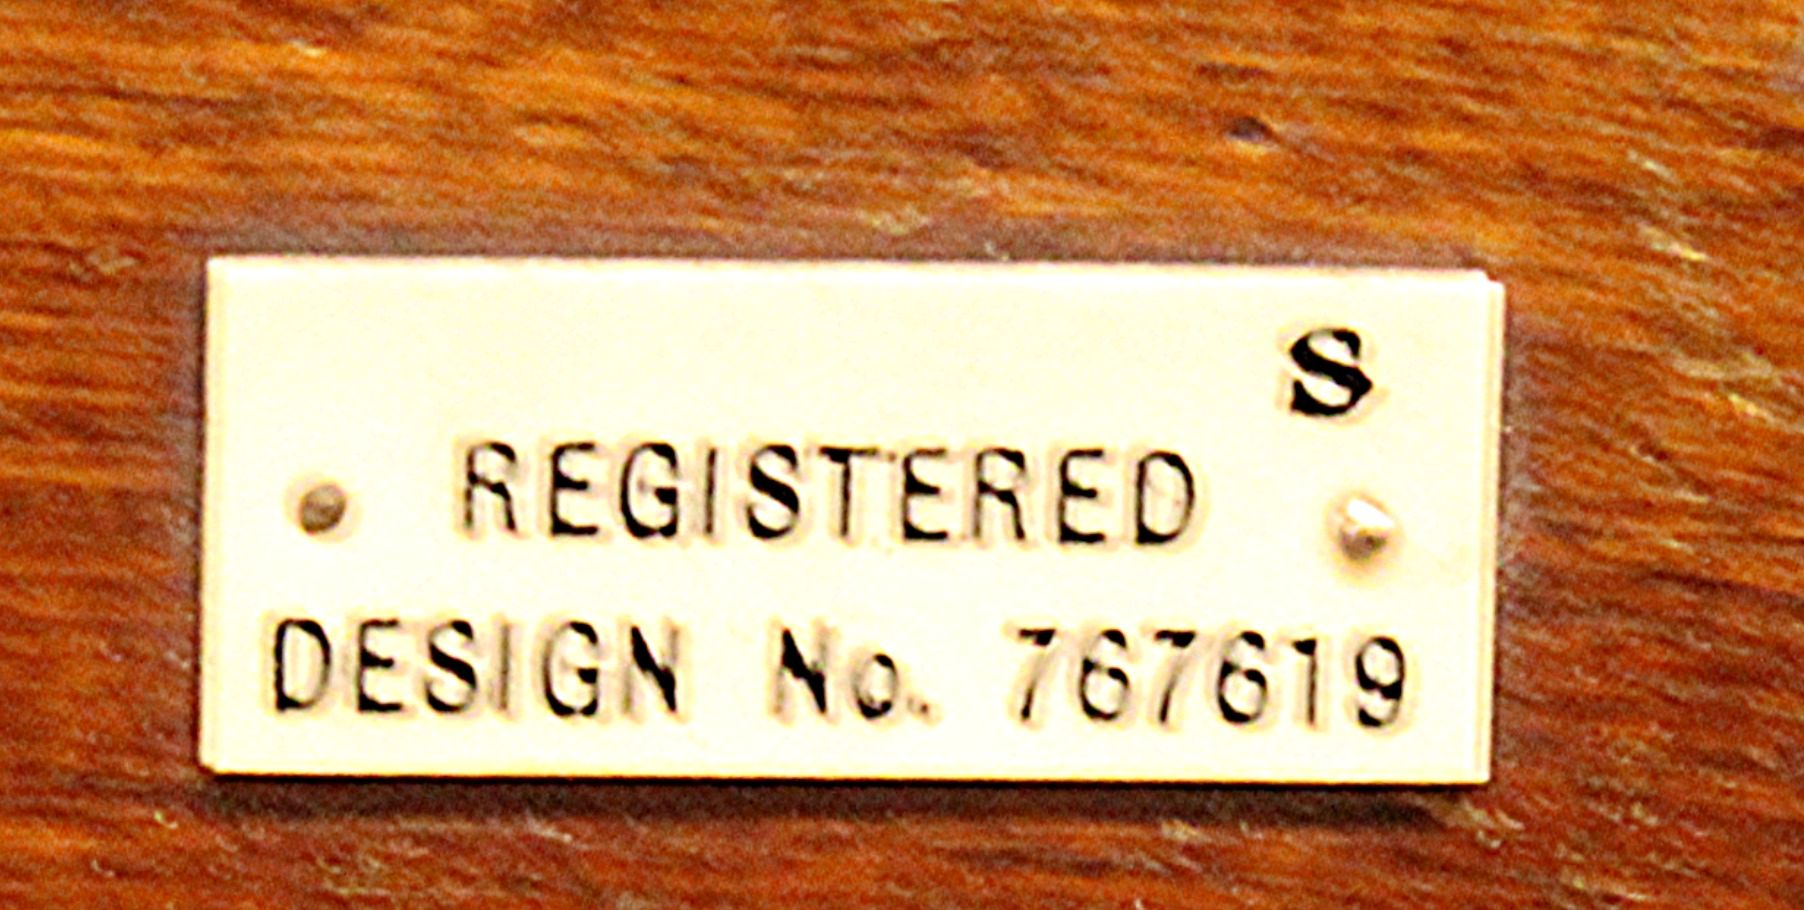 S
REGISTERED
DESIGN No. 767619